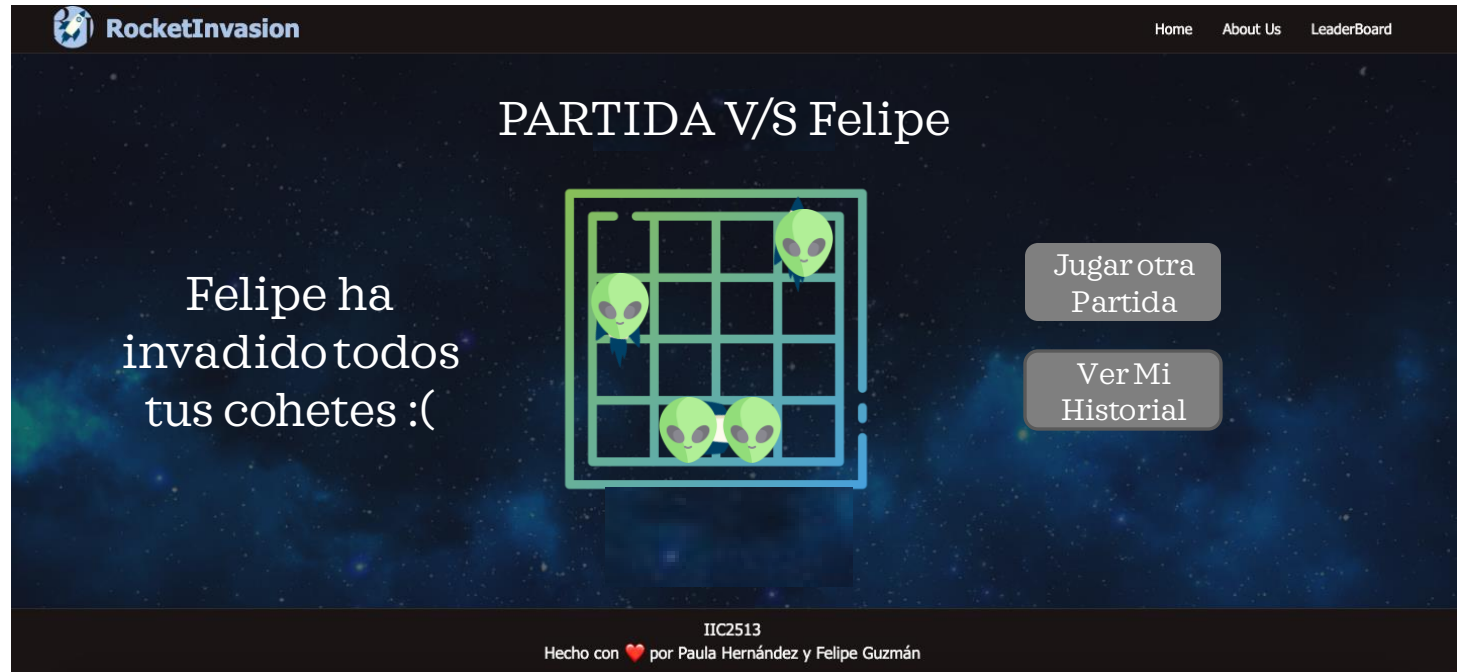 RocketInvasion
Home About Us LeaderBoard
PARTIDA V/S Felipe
Felipe ha
invadido todos
tus cohetes :(
Jugar otra
Partida
Ver Mi
Historial
IIC2513
Hecho con ❤️ por Paula Hernández y Felipe Guzmán